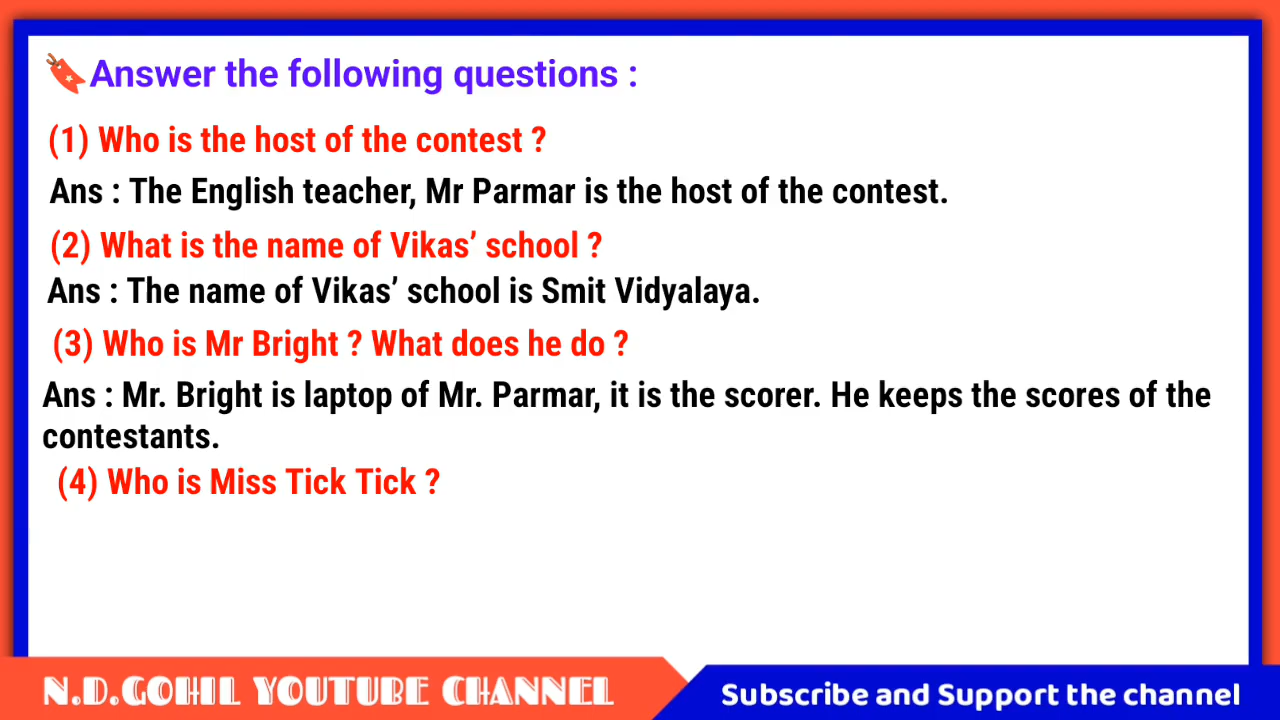 Answer the following questions :
(1) Who is the host of the contest ?
Ans : The English teacher, Mr Parmar is the host of the contest.
(2) What is the name of Vikas’ school ?
Ans : The name of Vikas’ school is Smit Vidyalaya.
(3) Who is Mr Bright ? What does he do ?
Ans : Mr. Bright is laptop of Mr. Parmar, it is the scorer. He keeps the scores of the
contestants.
(4) Who is Miss Tick Tick ?
N.D.GOHIL YOUTUBE CHANNEL
Subscribe and Support the channel